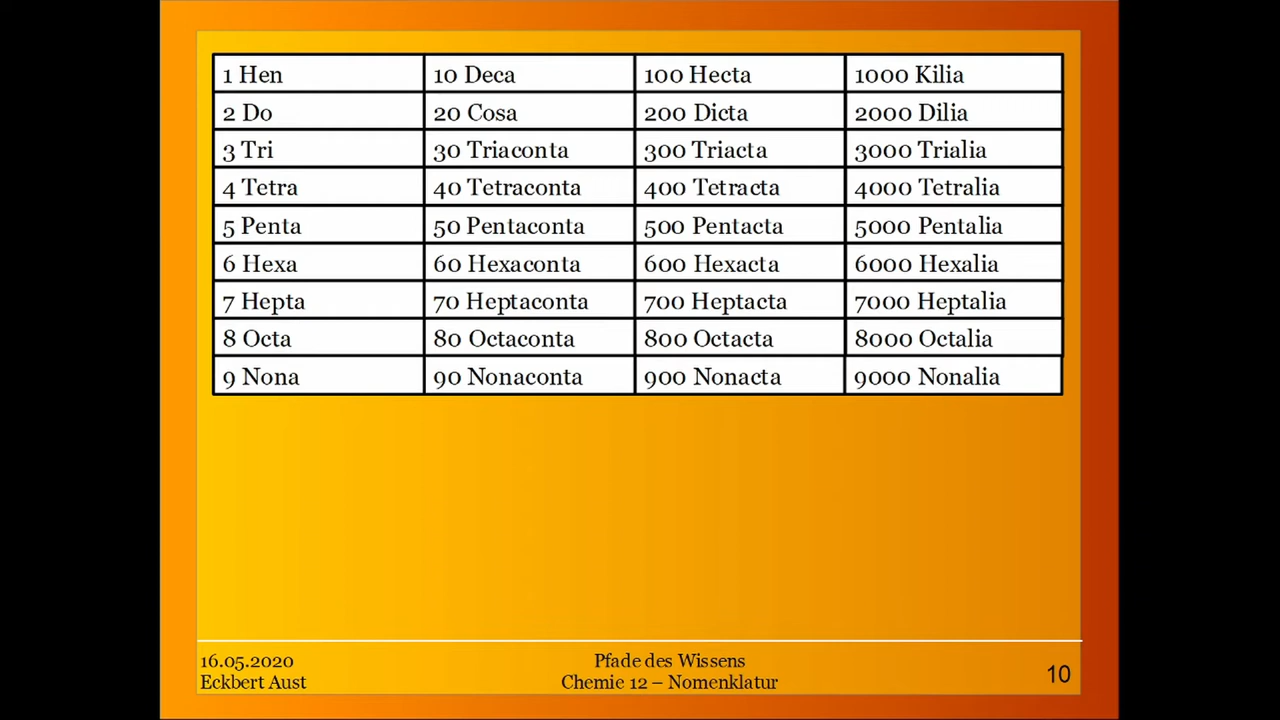 1 Hen 10 Deca 100 Hecta 1000 Kilia
2 Do 20 Cosa 200 Dicta 2000 Dilia
3 Tri 30 Triaconta 300 Triacta 3000 Trialia
4 Tetra 40 Tetraconta 400 Tetracta 4000 Tetralia
5 Penta 50 Pentaconta 500 Pentacta 5000 Pentalia
6 Hexa 60 Hexaconta 600 Hexacta 6000 Hexalia
7 Hepta 70 Heptaconta 700 Heptacta 7000 Heptalia
8 Octa 80 Octaconta 800 Octacta 8000 Octalia
9 Nona 90 Nonaconta 900 Nonacta 9000 Nonalia
16.05.2020
Eckbert Aust
Pfade des Wissens
Chemie 12 – Nomenklatur
10